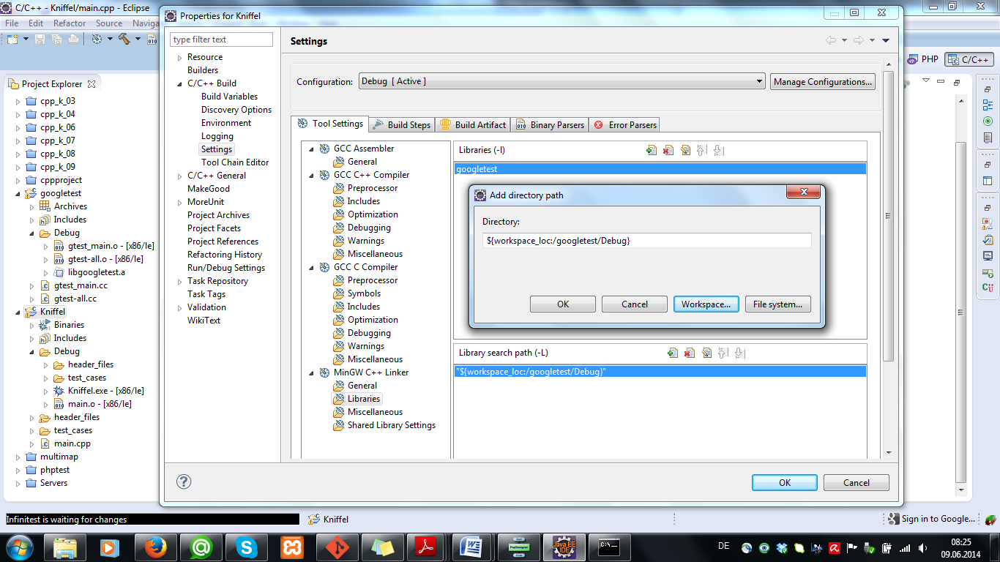 C/C++ - Kniffel/main.cpp - Eclipse
File Edit Refactor Source Naviga
PHP
C/C++
Project Explorer
cpp_k_03
cpp_k_04
cpp_k_06
cpp_k_07
cpp_k_08
cpp_k_09
cppproject
googletest
Archives
Includes
Debug
gtest_main.o - [x86/le]
gtest-all.o - [x86/le]
libgoogletest.a
gtest_main.cc
gtest-all.cc
Kniffel
Binaries
Includes
Debug
header_files
test_cases
Kniffel.exe - [x86/le]
main.o - [x86/le]
header_files
test_cases
main.cpp
multimap
phptest
Servers
Properties for Kniffel
type filter text
Resource
Builders
C/C++ Build
Build Variables
Discovery Options
Environment
Logging
Settings
Tool Chain Editor
C/C++ General
MakeGood
MoreUnit
Project Archives
Project Facets
Project References
Refactoring History
Run/Debug Settings
Task Repository
Task Tags
Validation
WikiText
Settings
Configuration: Debug [ Active ] Manage Configurations...
Tool Settings Build Steps Build Artifact Binary Parsers Error Parsers
GCC Assembler
General
GCC C++ Compiler
Preprocessor
Includes
Optimization
Debugging
Warnings
Miscellaneous
GCC C Compiler
Preprocessor
Symbols
Includes
Optimization
Debugging
Warnings
Miscellaneous
MinGW C++ Linker
General
Libraries
Miscellaneous
Shared Library Settings
Libraries (-l)
googletest
Add directory path
Directory:
${workspace_loc:/googletest/Debug}
OK Cancel Workspace... File system...
Library search path (-L)
"${workspace_loc:/googletest/Debug}"
OK Cancel
Infinitest is waiting for changes
Kniffel
Sign in to Google...
DE
08:25
09.06.2014